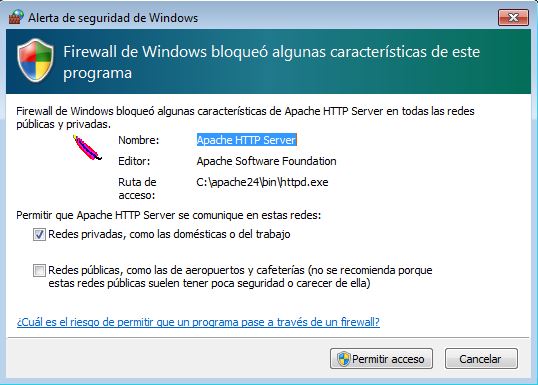 Alerta de seguridad de Windows
Firewall de Windows bloqueó algunas características de este
programa
Firewall de Windows bloqueó algunas características de Apache HTTP Server en todas las redes
públicas y privadas.
Nombre: Apache HTTP Server
Editor: Apache Software Foundation
Ruta de C:\apache24\bin\httpd.exe
acceso:
Permitir que Apache HTTP Server se comunique en estas redes:
Redes privadas, como las domésticas o del trabajo
Redes públicas, como las de aeropuertos y cafeterías (no se recomienda porque
estas redes públicas suelen tener poca seguridad o carecer de ella)
¿Cuál es el riesgo de permitir que un programa pase a través de un firewall?
Permitir acceso Cancelar